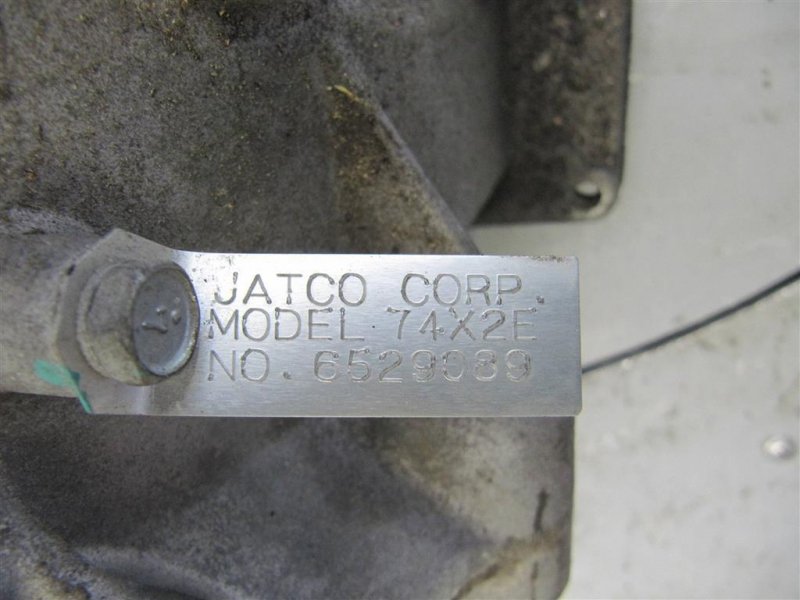 JATCO CORP.
MODEL 74X2E
NO. 6529089